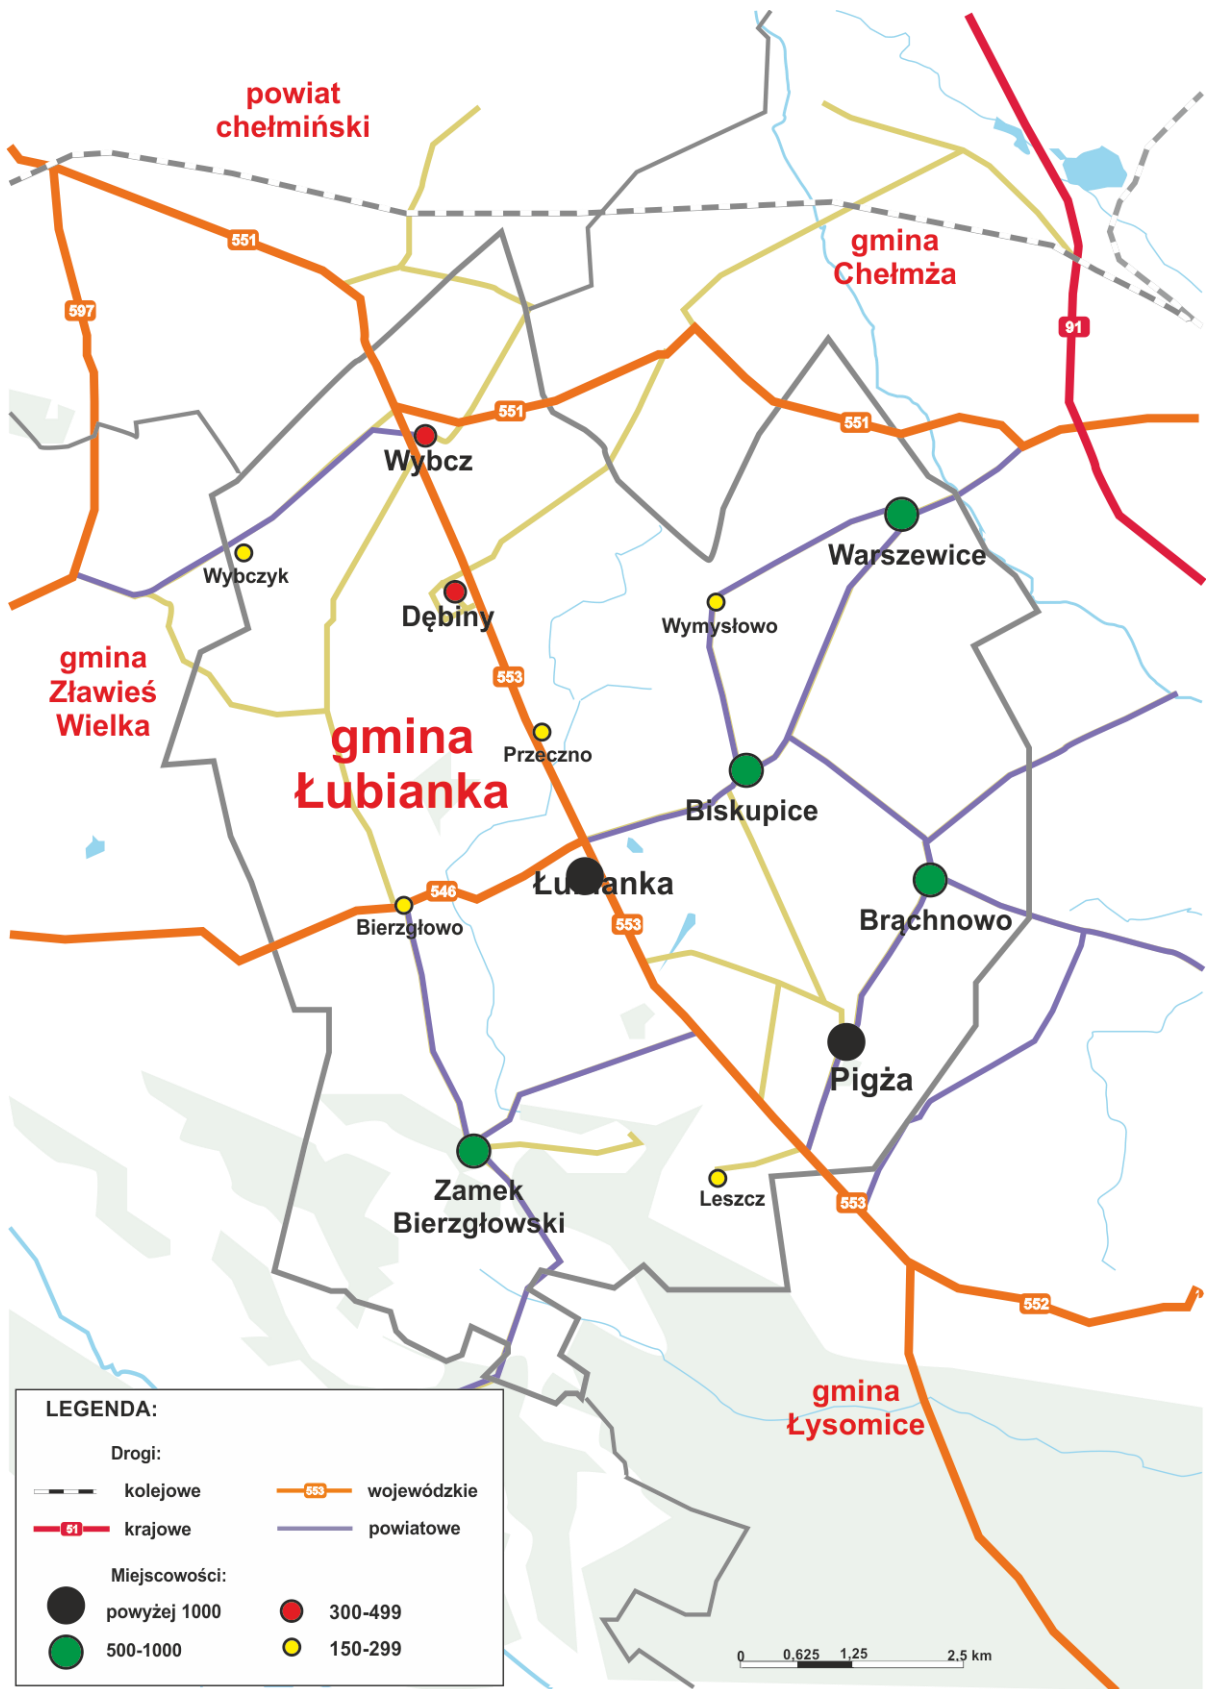 powiat
chełmiński
551
gmina
Chełmża
597
91
551
551
Wybcz
Warszewice
Wybczyk
Dębiny
Wymysłowo
gmina
Zławieś
Wielka
553
gmina
Łubianka
Przeczno
Biskupice
Łubianka
546
Brąchnowo
Bierzgłowo
553
Pigża
Zamek
Bierzgłowski
Leszcz
553
552
gmina
Łysomice
LEGENDA:
Drogi:
kolejowe
553 wojewódzkie
51 krajowe
powiatowe
Miejscowości:
powyżej 1000
300-499
500-1000
150-299
0 0,625 1,25 2,5 km